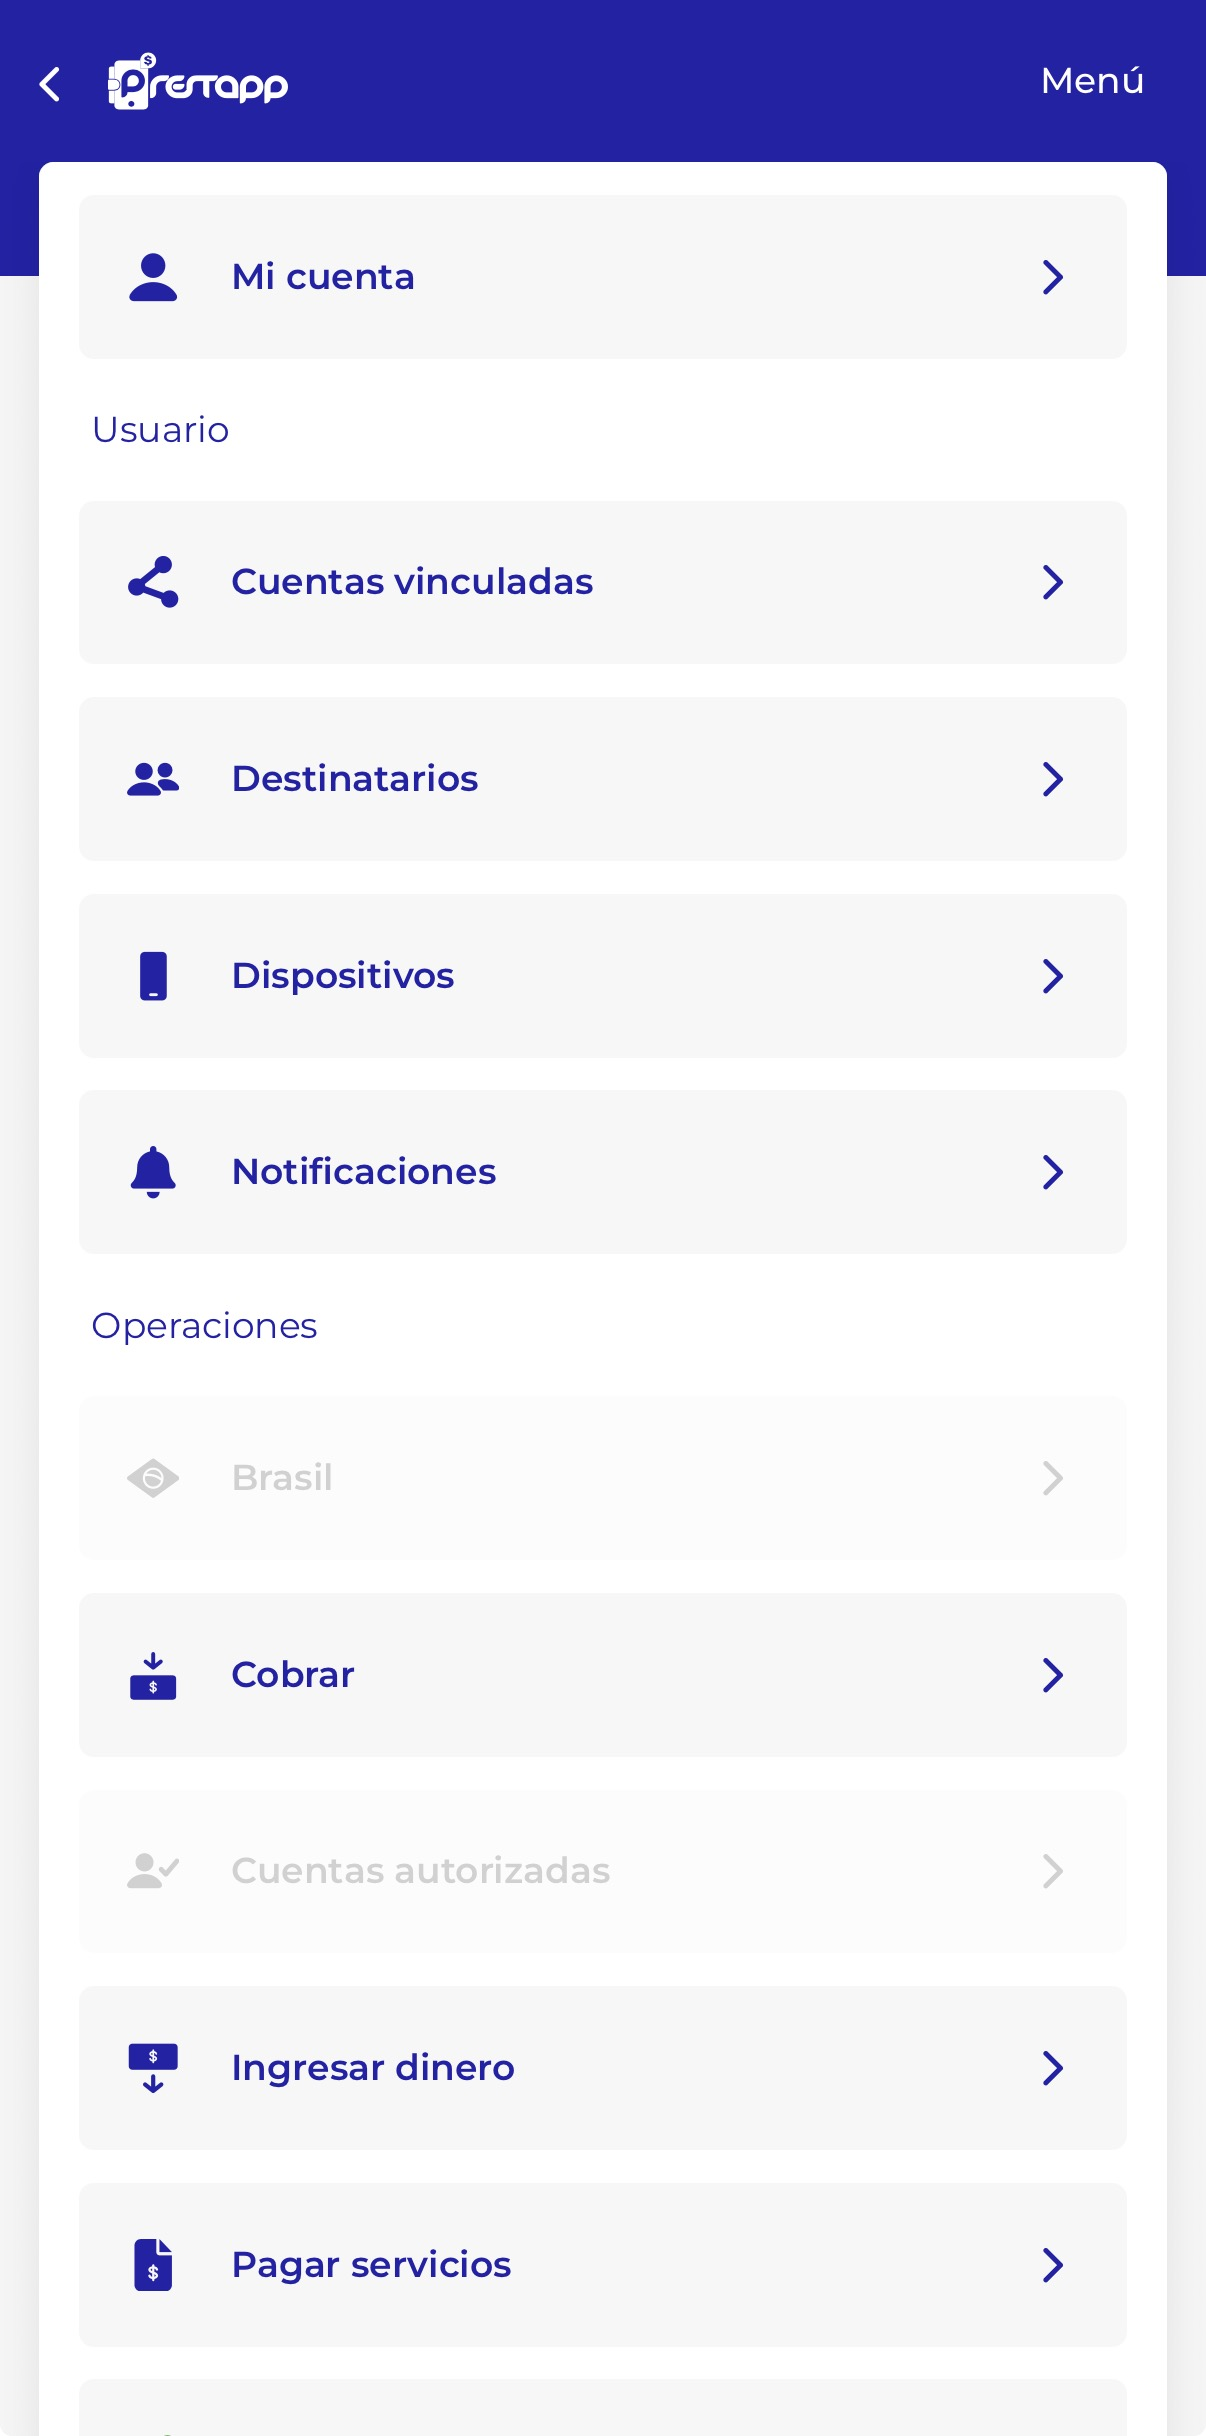 Prestapp
Menú
Mi cuenta
Usuario
Cuentas vinculadas
Destinatarios
Dispositivos
Notificaciones
Operaciones
Brasil
$
Cobrar
Cuentas autorizadas
$
Ingresar dinero
$
Pagar servicios